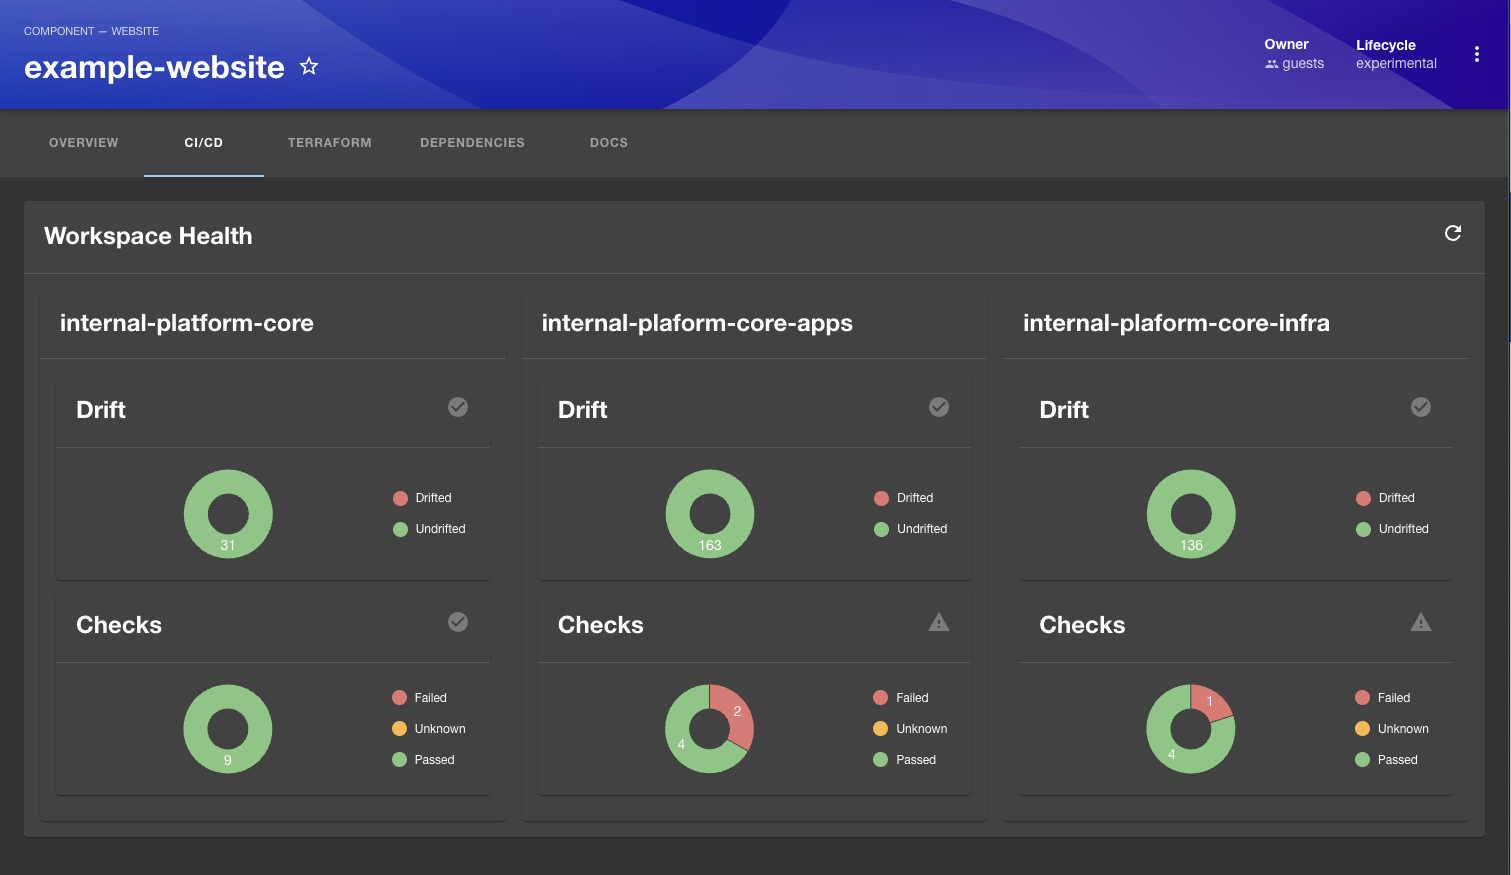 COMPONENT — WEBSITE
example-website
Owner
guests
Lifecycle
experimental
OVERVIEW
CI/CD
TERRAFORM
DEPENDENCIES
DOCS
Workspace Health
internal-platform-core
Drift
31
Drifted
Undrifted
Checks
9
Failed
Unknown
Passed
internal-plaform-core-apps
Drift
163
Drifted
Undrifted
Checks
2
4
Failed
Unknown
Passed
internal-plaform-core-infra
Drift
136
Drifted
Undrifted
Checks
1
4
Failed
Unknown
Passed